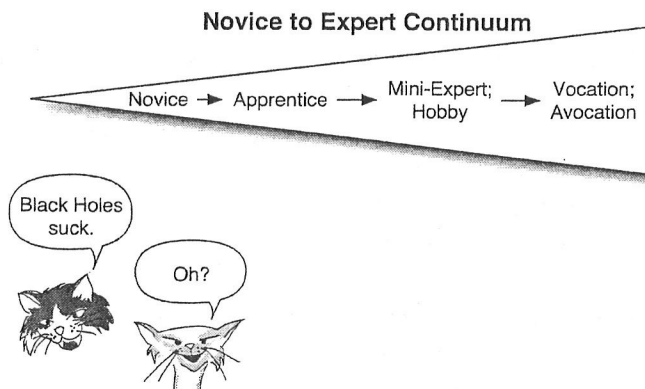 Novice to Expert Continuum
Novice → Apprentice → Mini-Expert; Hobby → Vocation; Avocation
Black Holes
suck.
Oh?